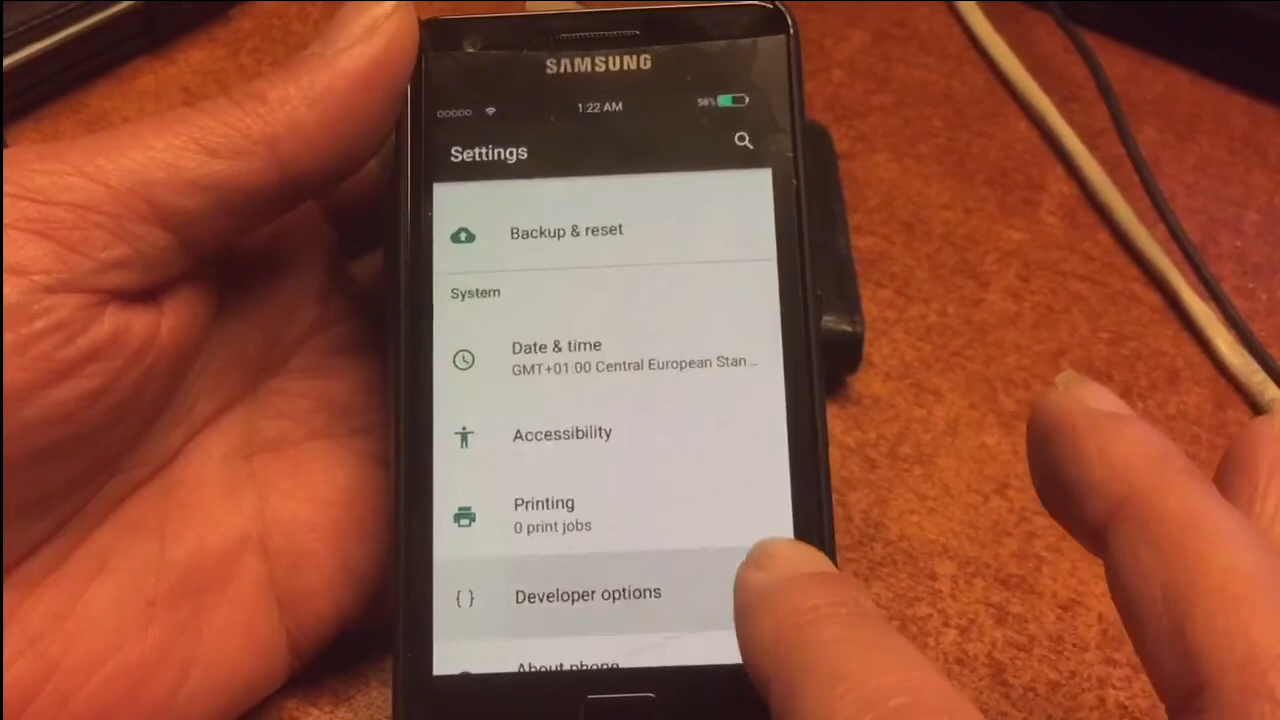 SAMSUNG
1:22 AM
58%
Settings
Backup & reset
System
Date & time
GMT+01:00 Central European Stan...
Accessibility
Printing
0 print jobs
{ } Developer options
About phone